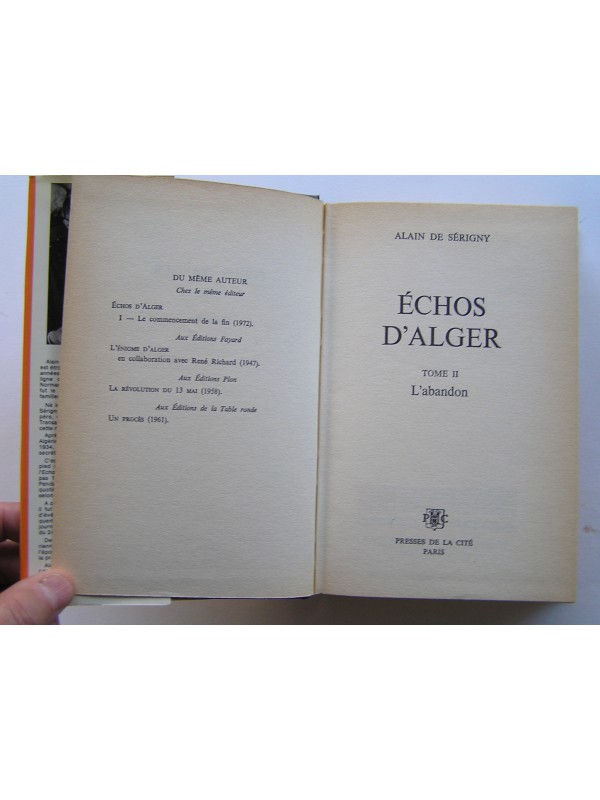 DU MÊME AUTEUR
Chez le même éditeur
ÉCHOS D'ALGER
I — Le commencement de la fin (1972).
Aux Éditions Fayard
L'ÉNIGME D'ALGER
en collaboration avec René Richard (1947).
Aux Éditions Plon
LA RÉVOLUTION DU 13 MAI (1958).
Aux Éditions de la Table ronde
UN PROCÈS (1961).
ALAIN DE SÉRIGNY
ÉCHOS
D'ALGER
TOME II
L'abandon
P C
PRESSES DE LA CITÉ
PARIS